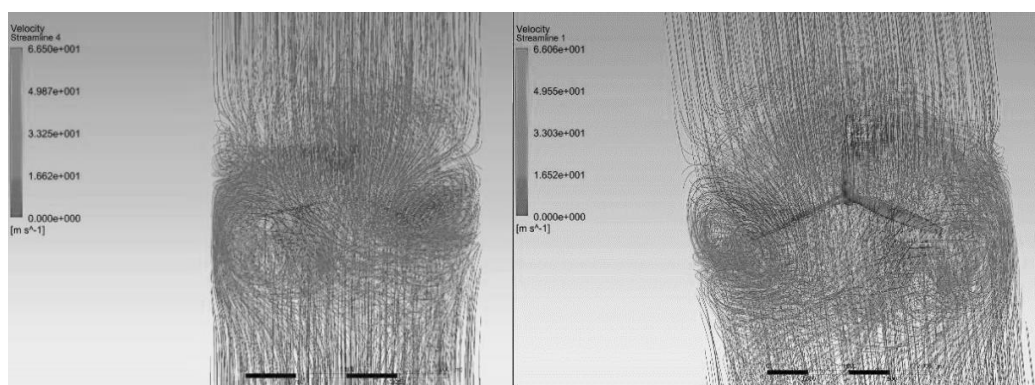 Velocity
Streamline 4
6.650e+001
4.987e+001
3.325e+001
1.662e+001
0.000e+000
[m s^-1]
Velocity
Streamline 1
6.606e+001
4.955e+001
3.303e+001
1.652e+001
0.000e+000
[m s^-1]